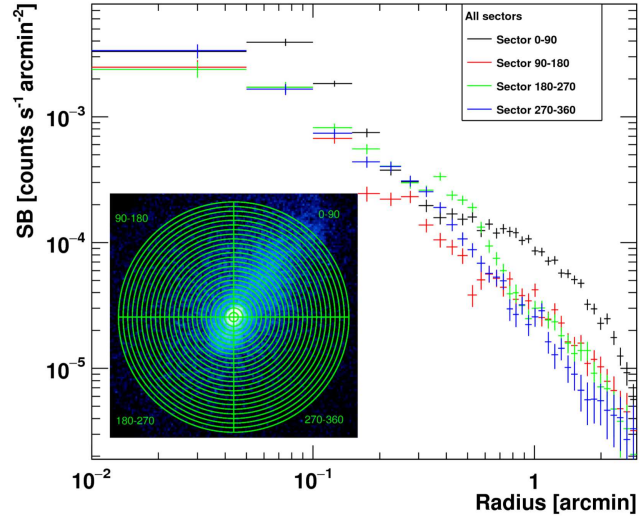 All sectors
Sector 0-90
Sector 90-180
Sector 180-270
Sector 270-360
SB [counts s⁻¹ arcmin⁻²]
10⁻³
10⁻⁴
10⁻⁵
90-180
0-90
180-270
270-360
10⁻²
10⁻¹
1
Radius [arcmin]